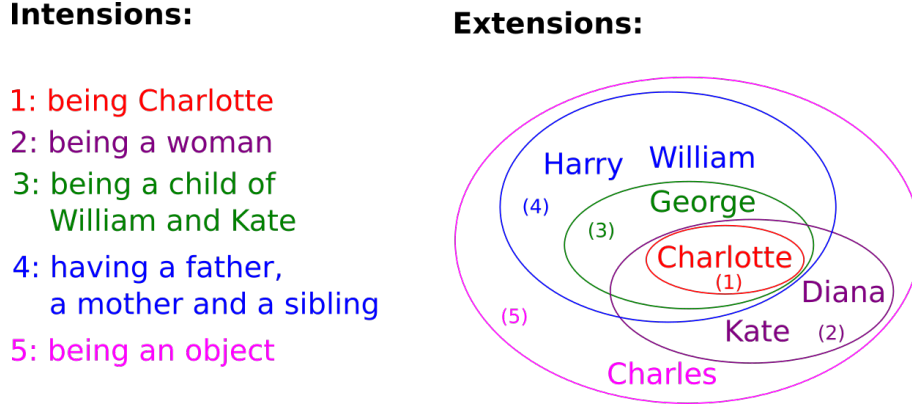 Intensions:
1: being Charlotte
2: being a woman
3: being a child of
William and Kate
4: having a father,
a mother and a sibling
5: being an object
Extensions:
Harry William
(4)
George
(3)
Charlotte
(1)
Diana
Kate (2)
(5)
Charles